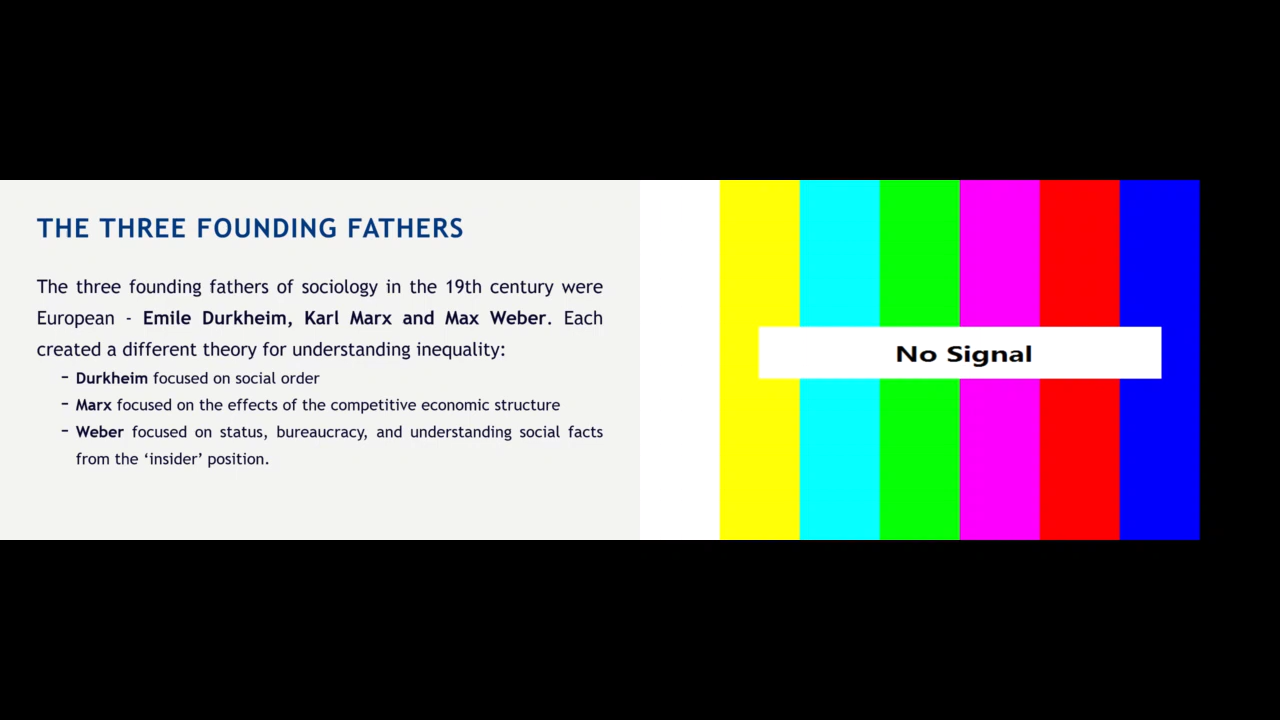 THE THREE FOUNDING FATHERS
The three founding fathers of sociology in the 19th century were
European - Emile Durkheim, Karl Marx and Max Weber. Each
created a different theory for understanding inequality:
– Durkheim focused on social order
– Marx focused on the effects of the competitive economic structure
– Weber focused on status, bureaucracy, and understanding social facts
from the ‘insider’ position.
No Signal